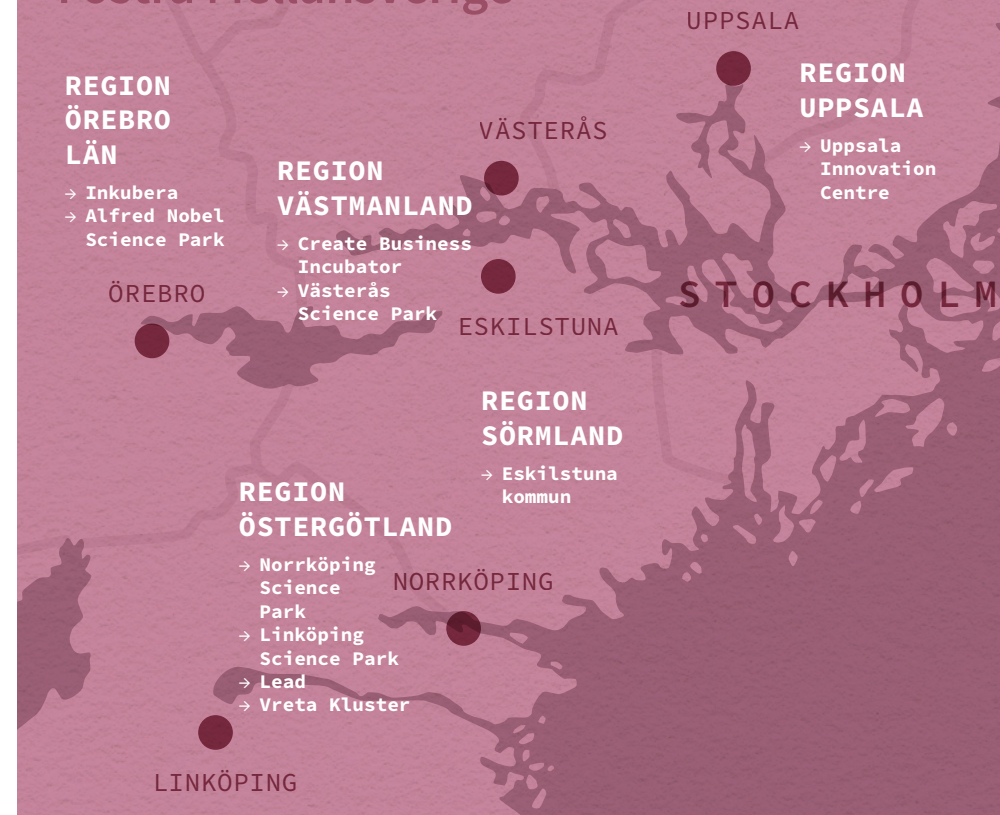 Östra Mellansverige
UPPSALA
REGION
UPPSALA
→ Uppsala
Innovation
Centre
REGION
ÖREBRO
LÄN
→ Inkubera
→ Alfred Nobel
Science Park
VÄSTERÅS
REGION
VÄSTMANLAND
→ Create Business
Incubator
→ Västerås
Science Park
ÖREBRO
STOCKHOLM
ESKILSTUNA
REGION
SÖRMLAND
→ Eskilstuna
kommun
REGION
ÖSTERGÖTLAND
→ Norrköping
Science
Park
→ Linköping
Science Park
→ Lead
→ Vreta Kluster
NORRKÖPING
LINKÖPING